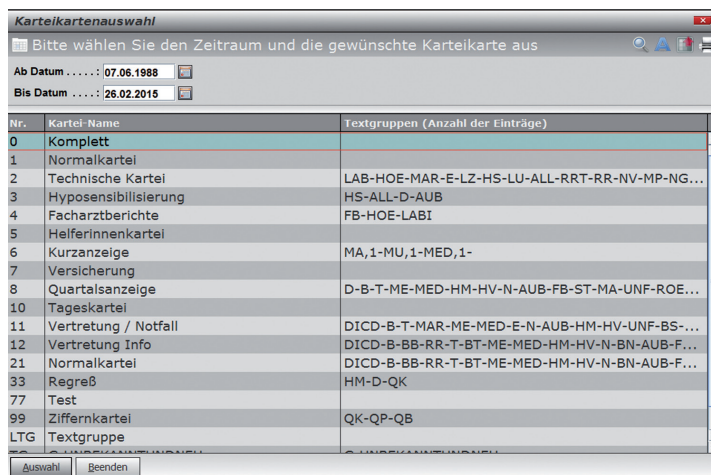 Karteikartenauswahl
Bitte wählen Sie den Zeitraum und die gewünschte Karteikarte aus
Ab Datum . . . . . : 07.06.1988
Bis Datum . . . . : 26.02.2015
Nr. Kartei-Name Textgruppen (Anzahl der Einträge)
0 Komplett
1 Normalkartei
2 Technische Kartei LAB-HOE-MAR-E-LZ-HS-LU-ALL-RRT-RR-NV-MP-NG...
3 Hyposensibilisierung HS-ALL-D-AUB
4 Facharztberichte FB-HOE-LABI
5 Helferinnenkartei
6 Kurzanzeige MA,1-MU,1-MED,1-
7 Versicherung
8 Quartalsanzeige D-B-T-ME-MED-HM-HV-N-AUB-FB-ST-MA-UNF-ROE...
10 Tageskartei
11 Vertretung / Notfall DICD-B-T-MAR-ME-MED-E-N-AUB-HM-HV-UNF-BS-...
12 Vertretung Info DICD-B-BB-RR-T-BT-ME-MED-HM-HV-N-BN-AUB-F...
21 Normalkartei DICD-B-BB-RR-T-BT-ME-MED-HM-HV-N-BN-AUB-F...
33 Regreß HM-D-QK
77 Test
99 Ziffernkartei QK-QP-QB
LTG Textgruppe
Auswahl Beenden